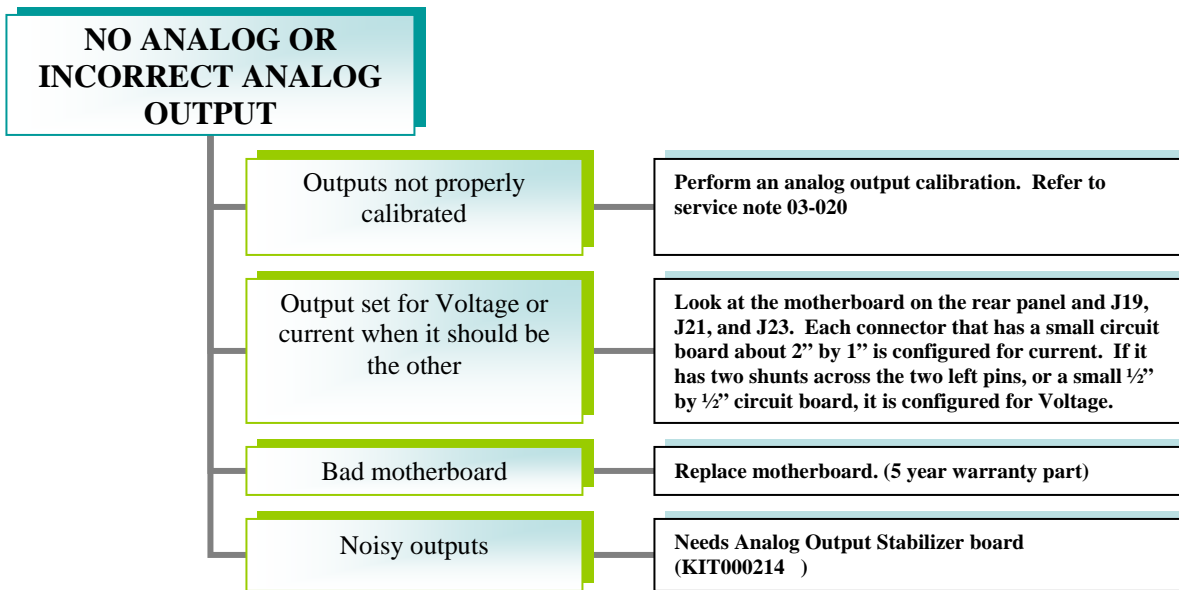 NO ANALOG OR
INCORRECT ANALOG
OUTPUT
Outputs not properly
calibrated
Perform an analog output calibration.  Refer to
service note 03-020
Output set for Voltage or
current when it should be
the other
Look at the motherboard on the rear panel and J19,
J21, and J23.  Each connector that has a small circuit
board about 2” by 1” is configured for current.  If it
has two shunts across the two left pins, or a small ½”
by ½” circuit board, it is configured for Voltage.
Bad motherboard
Replace motherboard. (5 year warranty part)
Noisy outputs
Needs Analog Output Stabilizer board
(KIT000214   )